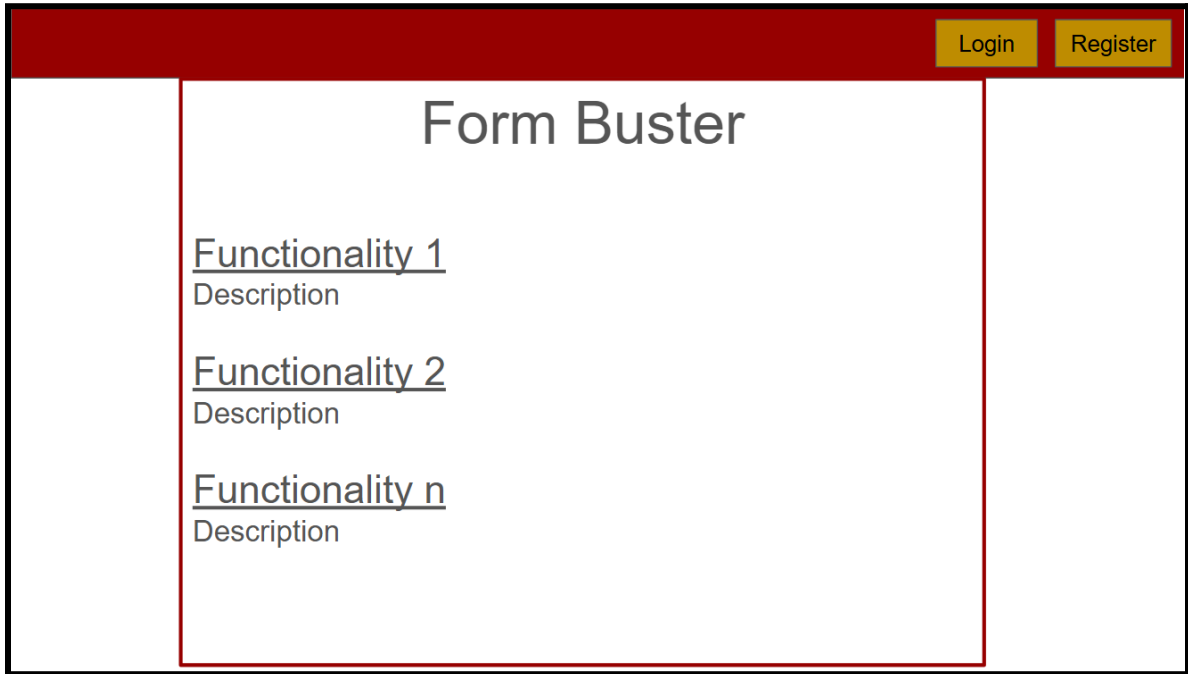 Login Register
Form Buster
Functionality 1
Description
Functionality 2
Description
Functionality n
Description